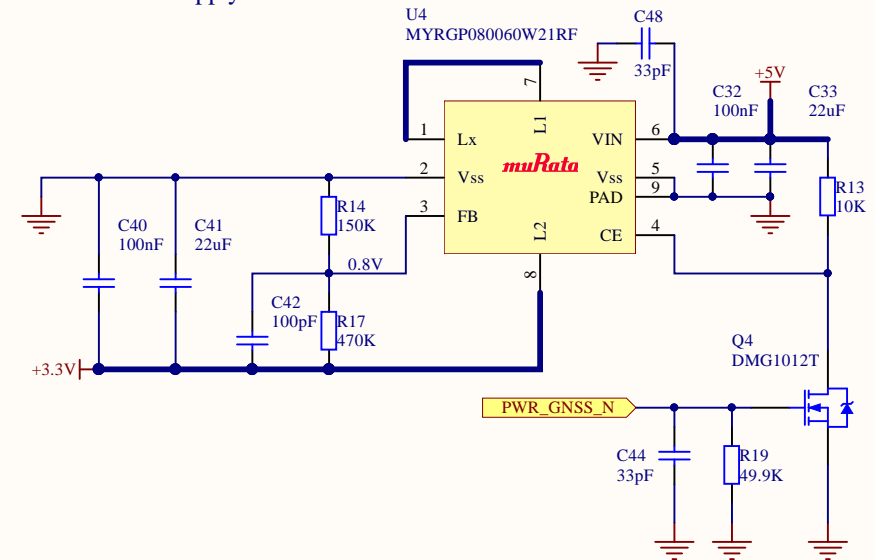 U4
MYRGP080060W21RF
C48
33pF
+5V
C32
100nF
C33
22uF
7
L1
1
Lx
VIN
6
muRata
2
Vss
Vss
5
PAD
9
3
FB
CE
4
L2
8
R13
10K
R14
150K
0.8V
C40
100nF
C41
22uF
C42
100pF
R17
470K
+3.3V
Q4
DMG1012T
PWR_GNSS_N
C44
33pF
R19
49.9K